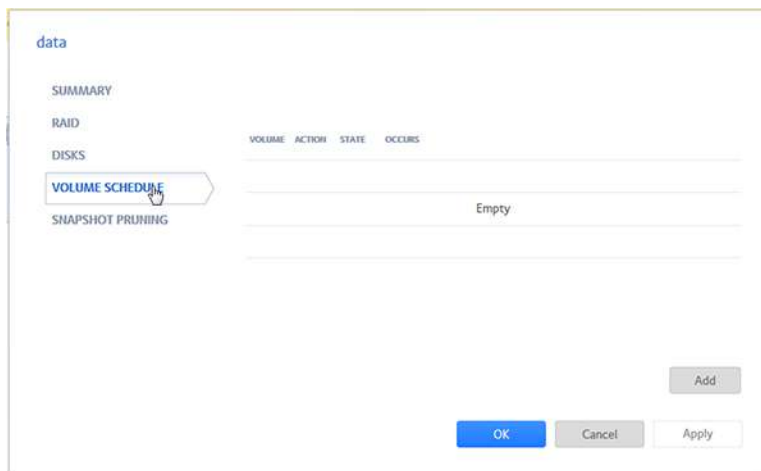 data
SUMMARY
RAID
DISKS
VOLUME SCHEDULE
SNAPSHOT PRUNING
VOLUME ACTION STATE OCCURS
Empty
Add
OK Cancel Apply